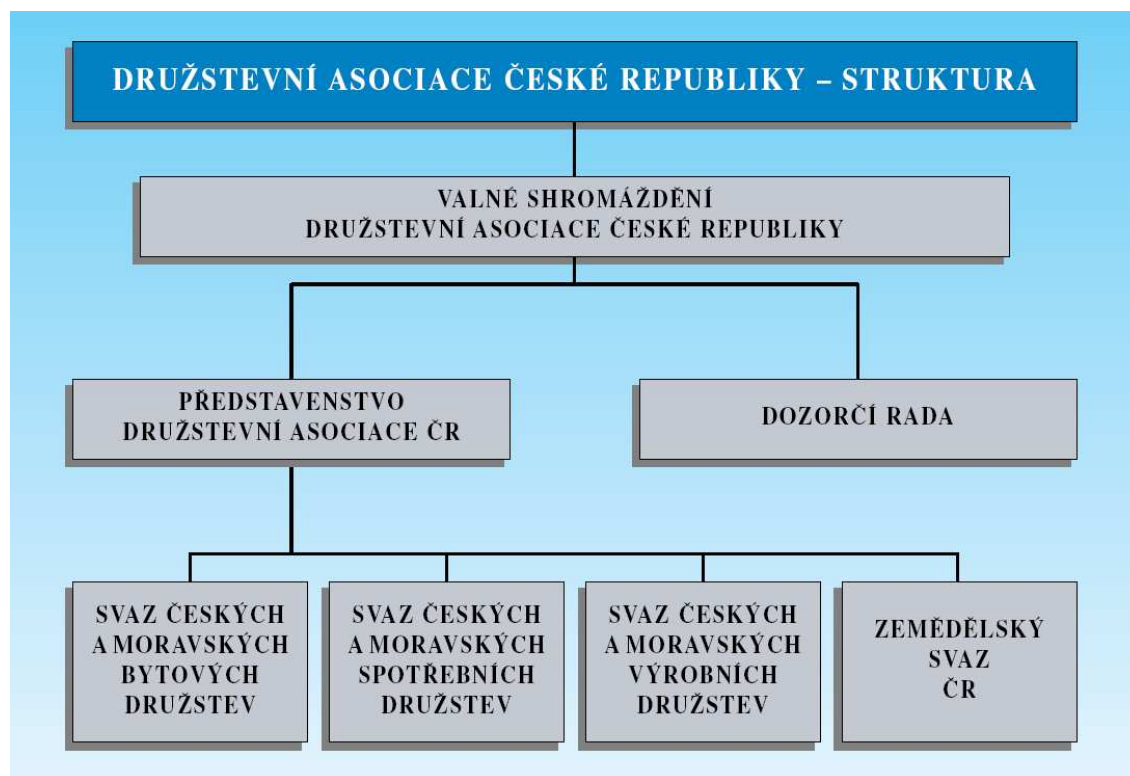 DRUŽSTEVNÍ ASOCIACE ČESKÉ REPUBLIKY – STRUKTURA
VALNÉ SHROMÁŽDĚNÍ
DRUŽSTEVNÍ ASOCIACE ČESKÉ REPUBLIKY
PŘEDSTAVENSTVO
DRUŽSTEVNÍ ASOCIACE ČR
DOZORČÍ RADA
SVAZ ČESKÝCH
A MORAVSKÝCH
BYTOVÝCH
DRUŽSTEV
SVAZ ČESKÝCH
A MORAVSKÝCH
SPOTŘEBNÍCH
DRUŽSTEV
SVAZ ČESKÝCH
A MORAVSKÝCH
VÝROBNÍCH
DRUŽSTEV
ZEMĚDĚLSKÝ
SVAZ
ČR